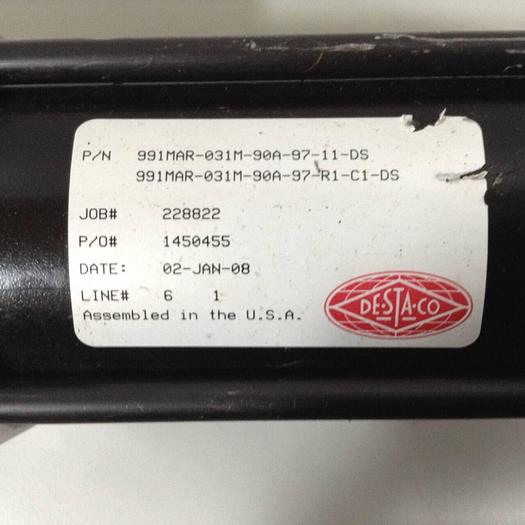 P/N 991MAR-031M-90A-97-11-DS
991MAR-031M-90A-97-R1-C1-DS
JOB# 228822
P/O# 1450455
DATE: 02-JAN-08
LINE# 6 1
Assembled in the U.S.A.
DE-STA-CO